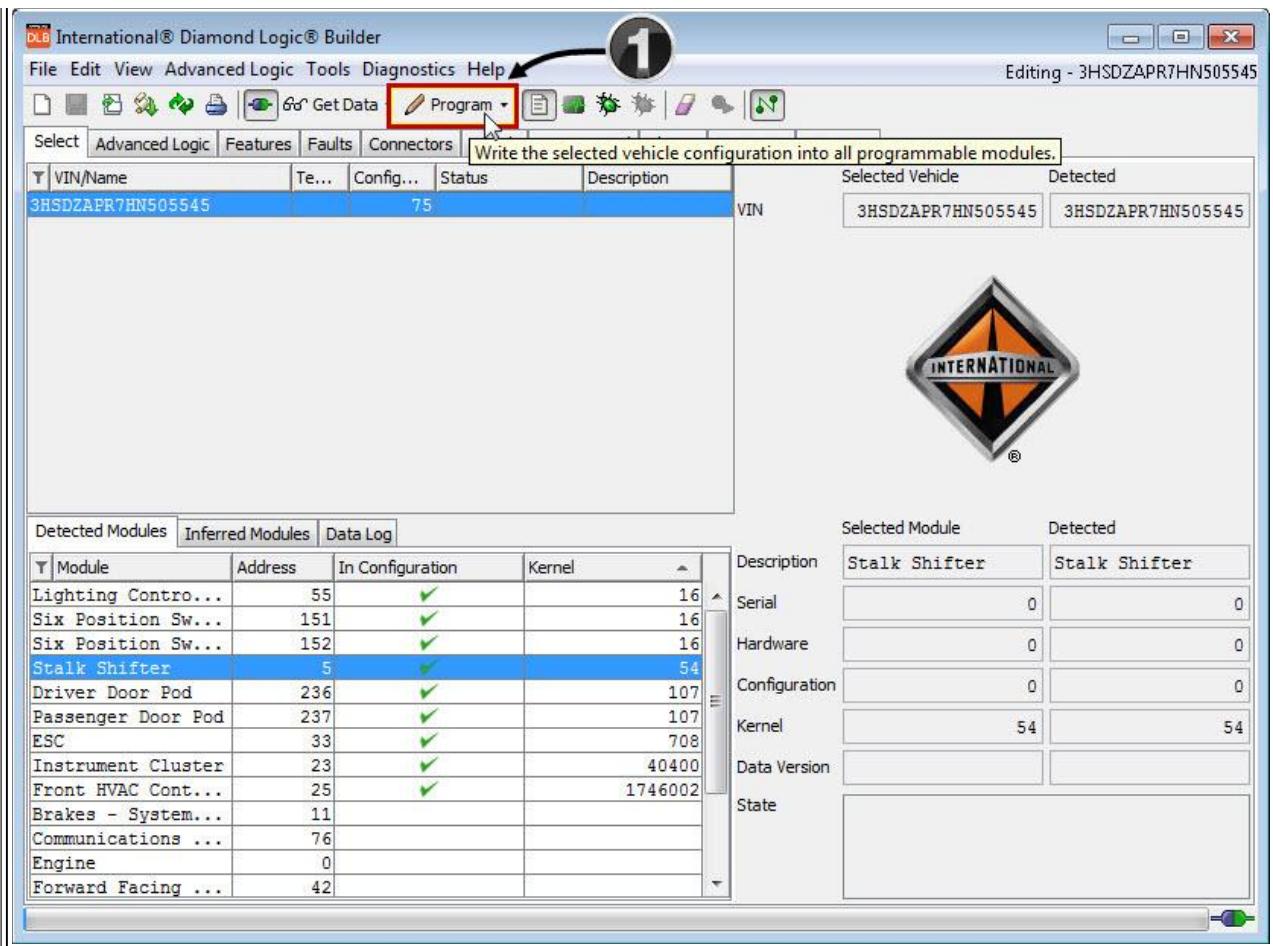 DLB International® Diamond Logic® Builder
1
File Edit View Advanced Logic Tools Diagnostics Help
Editing - 3HSDZAPR7HN505545
Get Data Program
Select Advanced Logic Features Faults Connectors
Write the selected vehicle configuration into all programmable modules.
VIN/Name Te... Config... Status Description
Selected Vehicle Detected
3HSDZAPR7HN505545 75
VIN 3HSDZAPR7HN505545 3HSDZAPR7HN505545
INTERNATIONAL
®
Detected Modules Inferred Modules Data Log
Selected Module Detected
Module Address In Configuration Kernel
Description Stalk Shifter Stalk Shifter
Lighting Contro... 55 16
Serial 0 0
Six Position Sw... 151 16
Six Position Sw... 152 16
Hardware 0 0
Stalk Shifter 5 54
Configuration 0 0
Driver Door Pod 236 107
Passenger Door Pod 237 107
Kernel 54 54
ESC 33 708
Instrument Cluster 23 40400
Data Version
Front HVAC Cont... 25 1746002
State
Brakes - System... 11
Communications ... 76
Engine 0
Forward Facing ... 42